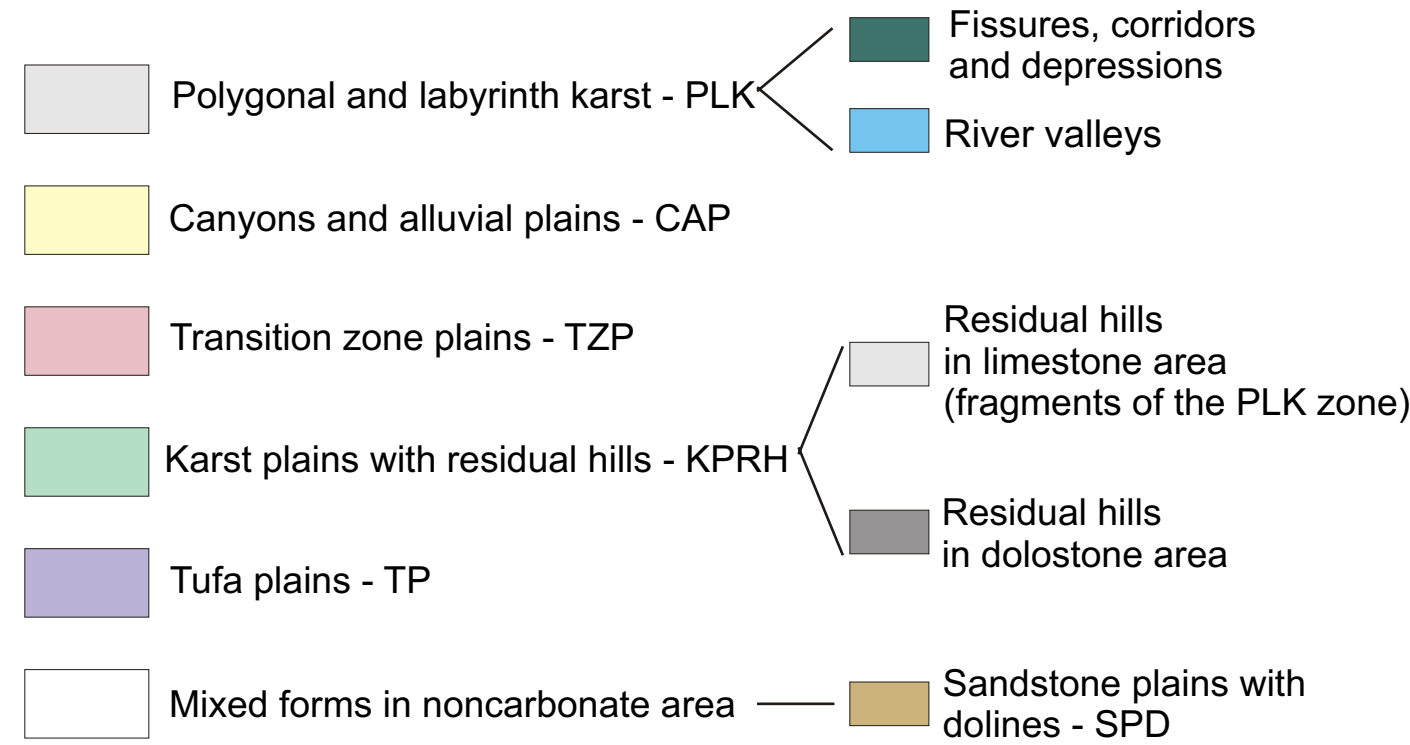 Polygonal and labyrinth karst - PLK
Fissures, corridors
and depressions
River valleys
Canyons and alluvial plains - CAP
Transition zone plains - TZP
Karst plains with residual hills - KPRH
Residual hills
in limestone area
(fragments of the PLK zone)
Residual hills
in dolostone area
Tufa plains - TP
Mixed forms in noncarbonate area
Sandstone plains with
dolines - SPD